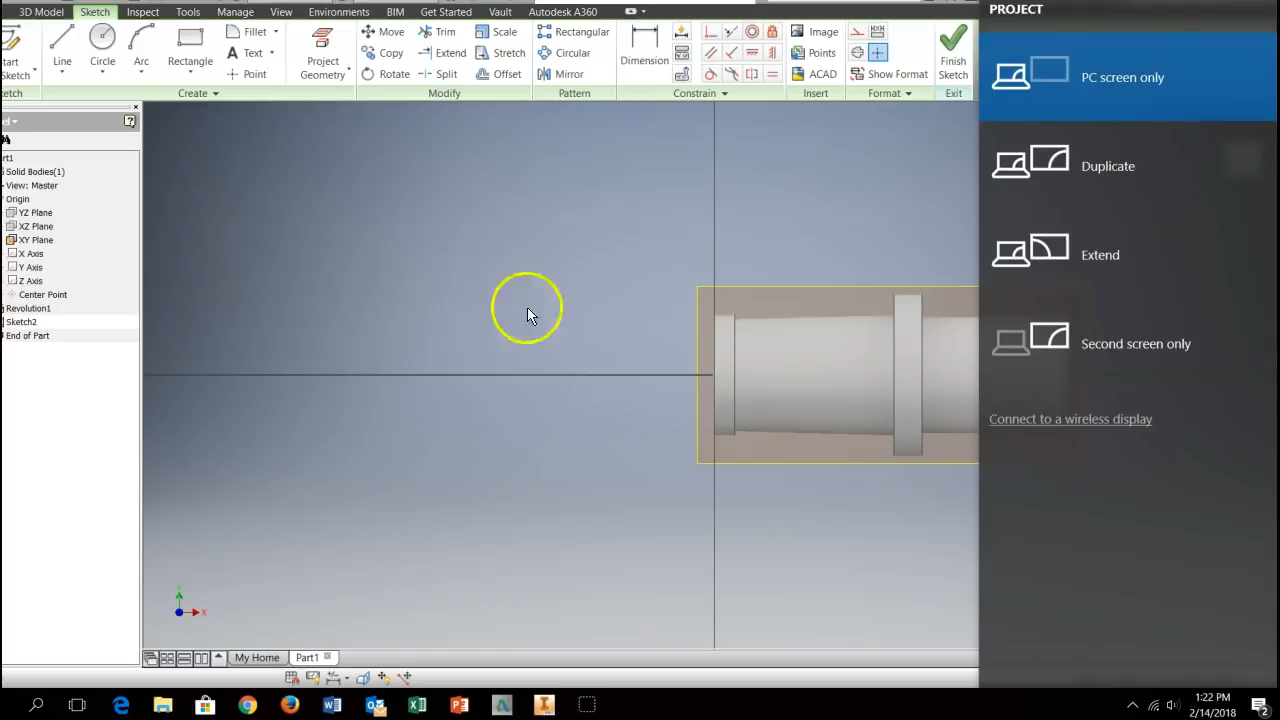 3D Model Sketch Inspect Tools Manage View Environments BIM Get Started Vault Autodesk A360
Line Circle Arc Rectangle
Fillet
Text
Point
Project
Geometry
Move Trim Scale
Copy Extend Stretch
Rotate Split Offset
Rectangular
Circular
Mirror
Dimension
Image
Points
ACAD
Show Format
Finish
Sketch
Create Modify Pattern Constrain Insert Format Exit
Solid Bodies(1)
View: Master
Origin
YZ Plane
XZ Plane
XY Plane
X Axis
Y Axis
Z Axis
Center Point
Revolution1
Sketch2
End of Part
X
My Home Part1
PROJECT
PC screen only
Duplicate
Extend
Second screen only
Connect to a wireless display
1:22 PM
2/14/2018
2